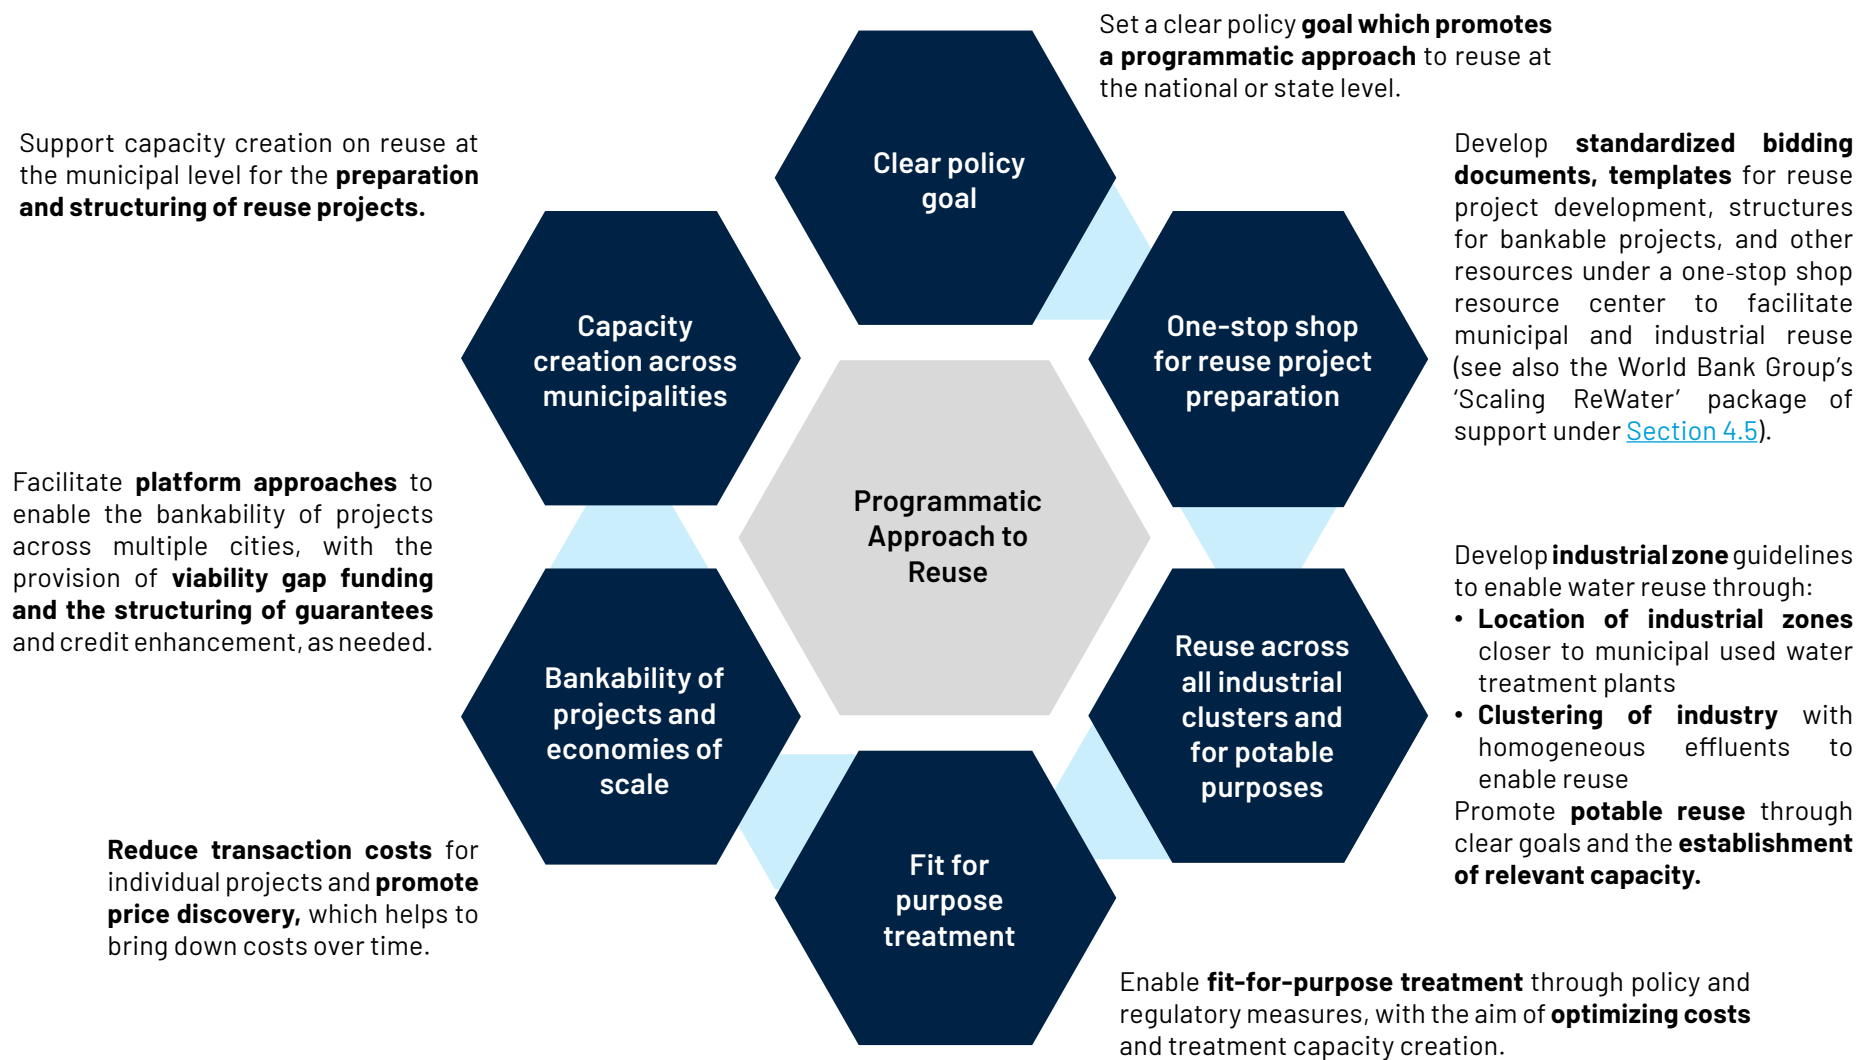 Set a clear policy goal which promotes
a programmatic approach to reuse at
the national or state level.
Clear policy
goal
Develop standardized bidding
documents, templates for reuse
project development, structures
for bankable projects, and other
resources under a one-stop shop
resource center to facilitate
municipal and industrial reuse
(see also the World Bank Group’s
‘Scaling ReWater’ package of
support under Section 4.5).
One-stop shop
for reuse project
preparation
Develop industrial zone guidelines
to enable water reuse through:
• Location of industrial zones
closer to municipal used water
treatment plants
• Clustering of industry with
homogeneous effluents to
enable reuse
Promote potable reuse through
clear goals and the establishment
of relevant capacity.
Reuse across
all industrial
clusters and
for potable
purposes
Enable fit-for-purpose treatment through policy and
regulatory measures, with the aim of optimizing costs
and treatment capacity creation.
Fit for
purpose
treatment
Reduce transaction costs for
individual projects and promote
price discovery, which helps to
bring down costs over time.
Facilitate platform approaches to
enable the bankability of projects
across multiple cities, with the
provision of viability gap funding
and the structuring of guarantees
and credit enhancement, as needed.
Bankability of
projects and
economies of
scale
Support capacity creation on reuse at
the municipal level for the preparation
and structuring of reuse projects.
Capacity
creation across
municipalities
Programmatic
Approach to
Reuse